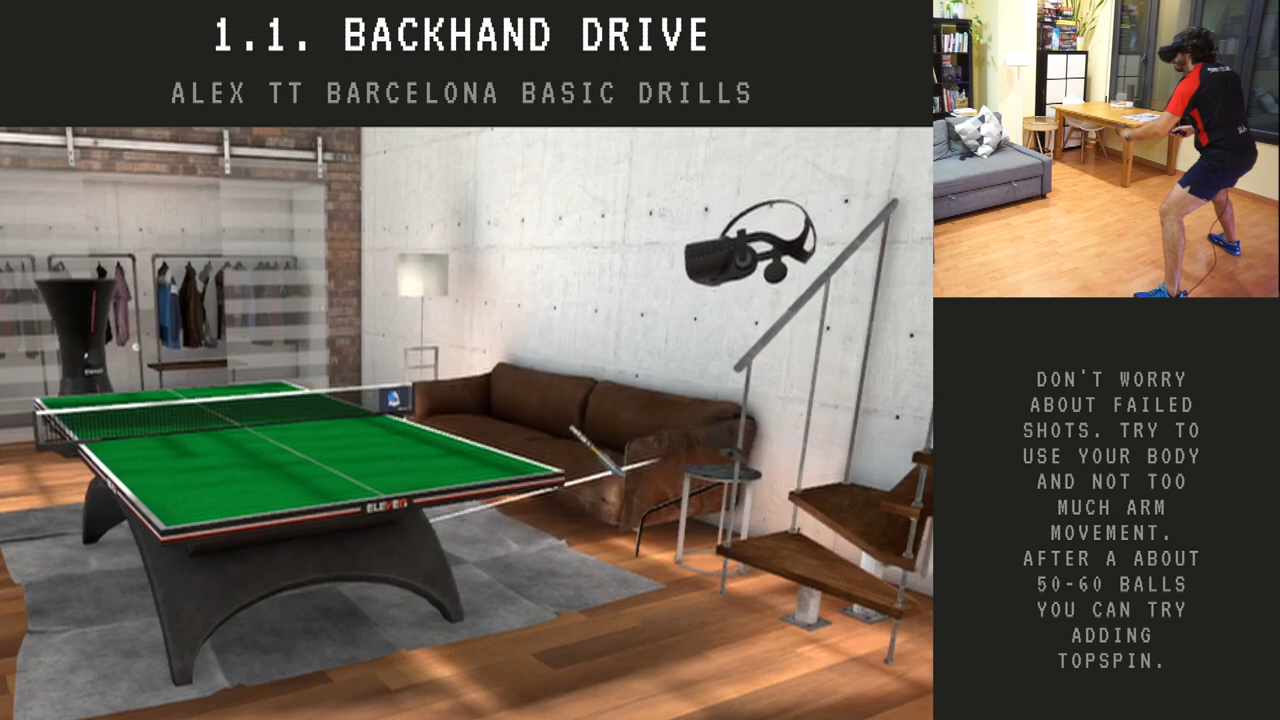 1.1. BACKHAND DRIVE
ALEX TT BARCELONA BASIC DRILLS
ELEVEN
DON'T WORRY
ABOUT FAILED
SHOTS. TRY TO
USE YOUR BODY
AND NOT TOO
MUCH ARM
MOVEMENT.
AFTER A ABOUT
50-60 BALLS
YOU CAN TRY
ADDING
TOPSPIN.